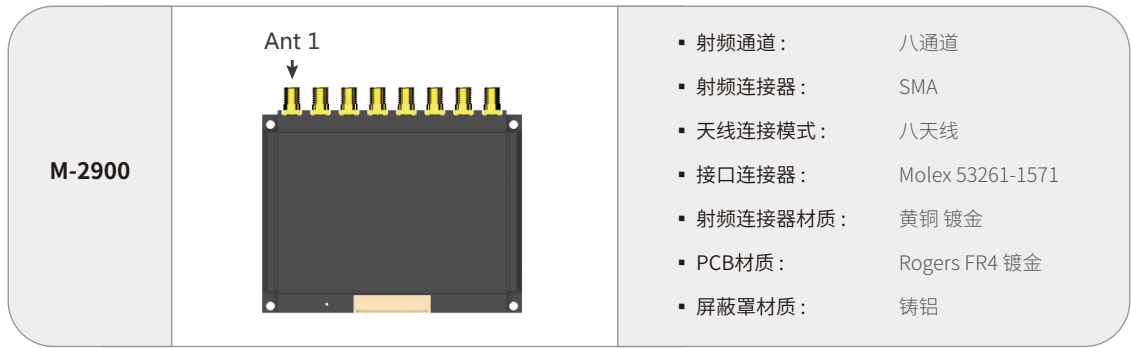 M-2900
Ant 1
▪ 射频通道: 八通道
▪ 射频连接器: SMA
▪ 天线连接模式: 八天线
▪ 接口连接器: Molex 53261-1571
▪ 射频连接器材质: 黄铜 镀金
▪ PCB材质: Rogers FR4 镀金
▪ 屏蔽罩材质: 铸铝